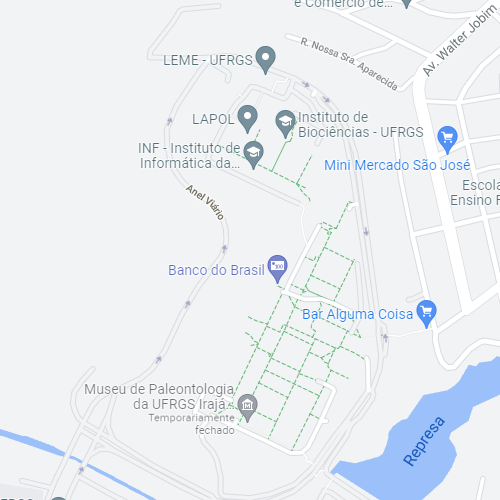 e Comércio de...
Av. Walter Jobim
R. Nossa Sra. Aparecida
LEME - UFRGS
LAPOL
Instituto de
Biociências - UFRGS
INF - Instituto de
Informática da...
Mini Mercado São José
Escola
Ensino F
Anel Viário
Banco do Brasil
Bar Alguma Coisa
Museu de Paleontologia
da UFRGS Irajá...
Temporariamente
fechado
Represa